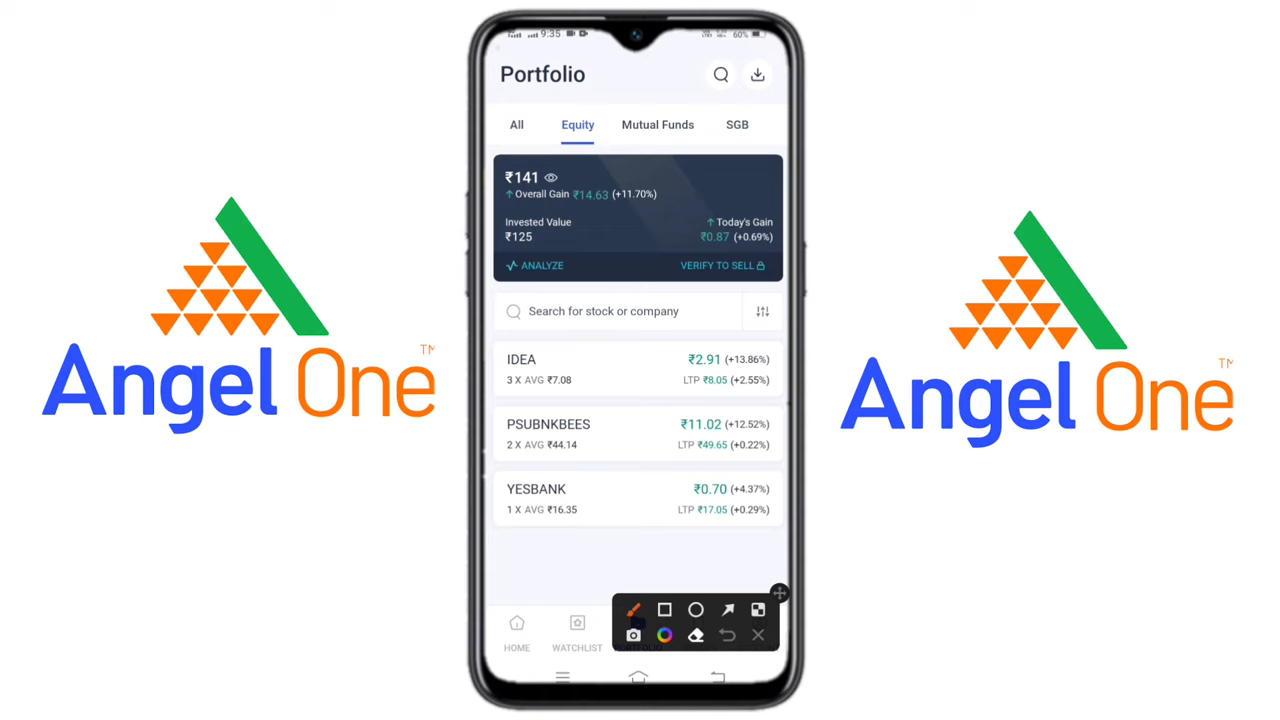 9:35 60%
Portfolio
All Equity Mutual Funds SGB
₹141
Overall Gain ₹14.63 (+11.70%)
Invested Value Today's Gain
₹125 ₹0.87 (+0.69%)
ANALYZE VERIFY TO SELL
Search for stock or company
IDEA ₹2.91 (+13.86%)
3 X AVG ₹7.08 LTP ₹8.05 (+2.55%)
PSUBNKBEES ₹11.02 (+12.52%)
2 X AVG ₹44.14 LTP ₹49.65 (+0.22%)
YESBANK ₹0.70 (+4.37%)
1 X AVG ₹16.35 LTP ₹17.05 (+0.29%)
HOME WATCHLIST PORTFOLIO
Angel One TM
Angel One TM